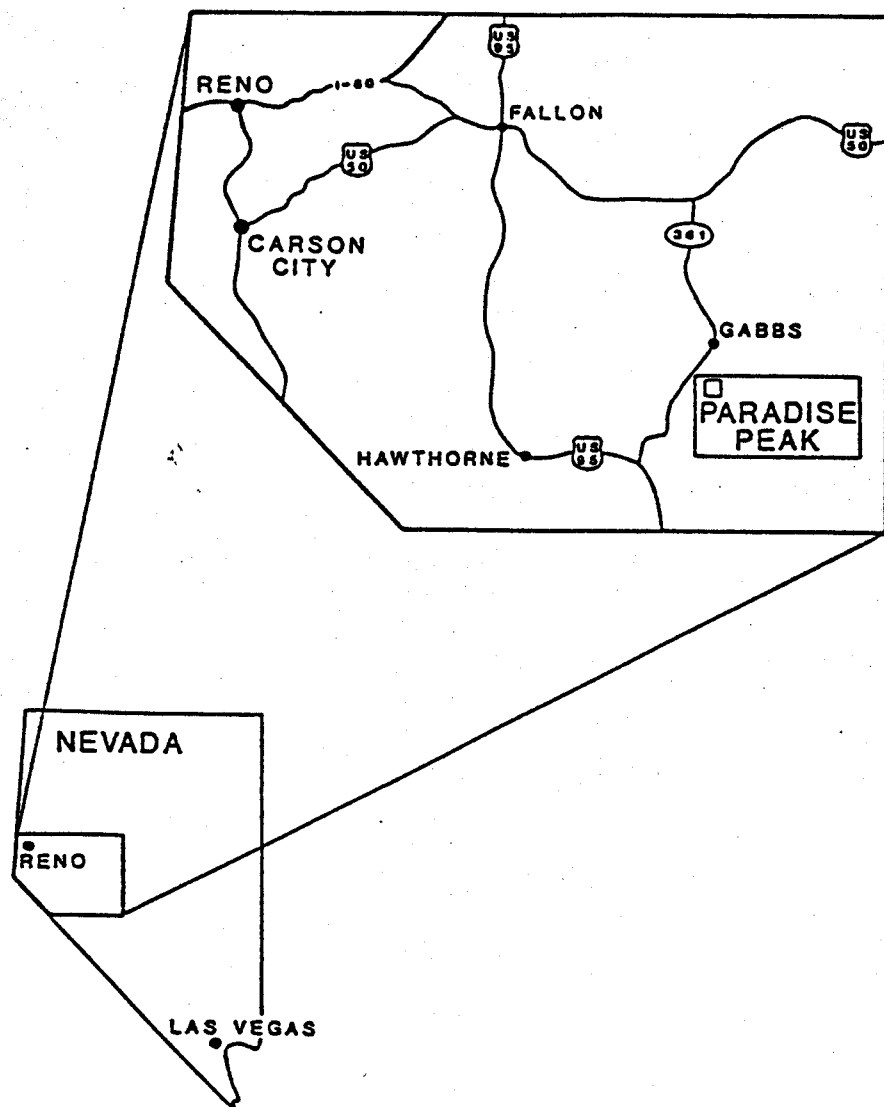 US
95
RENO
I-80
FALLON
US
50
US
50
CARSON
CITY
361
GABBS
PARADISE
PEAK
HAWTHORNE
US
95
NEVADA
RENO
LAS VEGAS